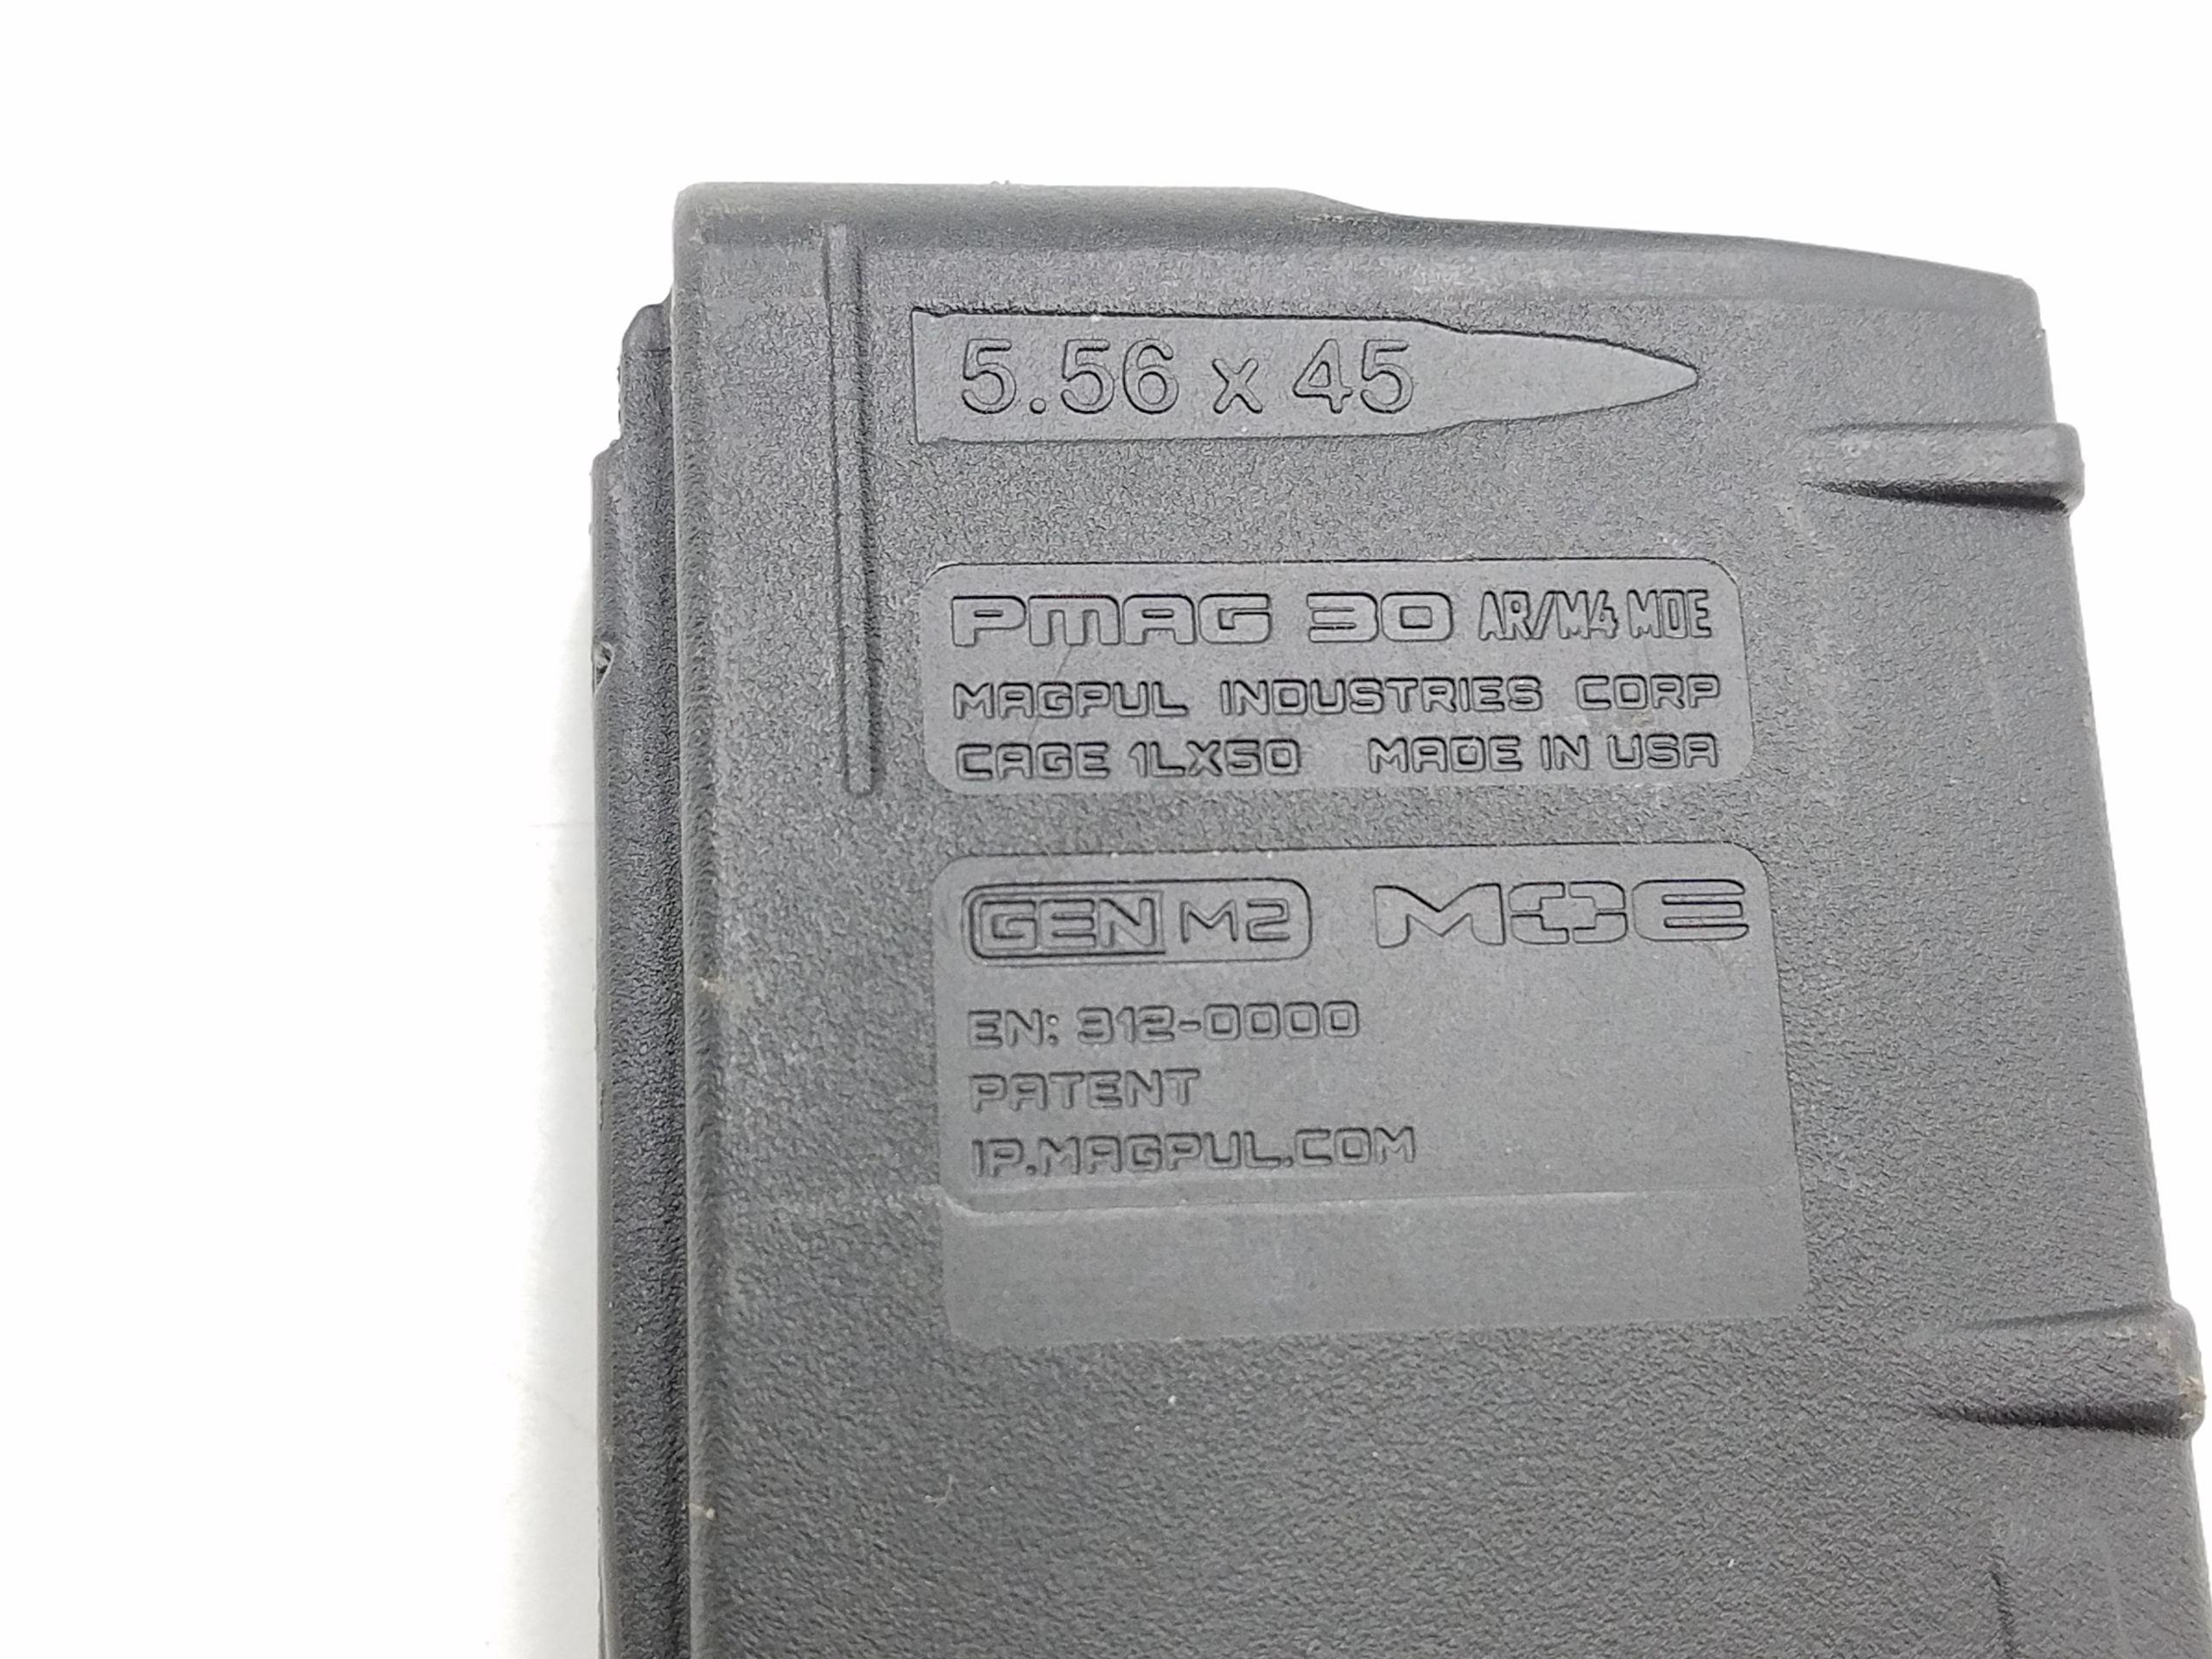 5.56 x 45
PMAG 30 AR/M4 MOE
MAGPUL INDUSTRIES CORP
CAGE 1LX50 MADE IN USA
GEN M2 MOE
EN: 312-0000
PATENT
IP.MAGPUL.COM